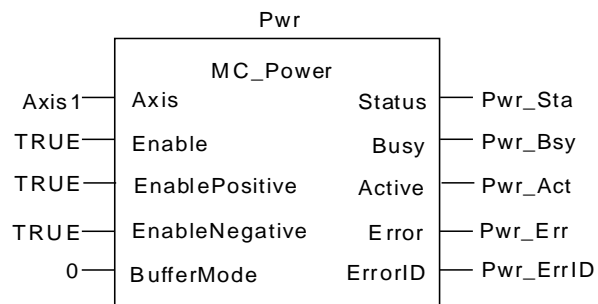 Pwr
MC_Power
Axis1 Axis Status Pwr_Sta
TRUE Enable Busy Pwr_Bsy
TRUE EnablePositive Active Pwr_Act
TRUE EnableNegative Error Pwr_Err
0 BufferMode ErrorID Pwr_ErrID